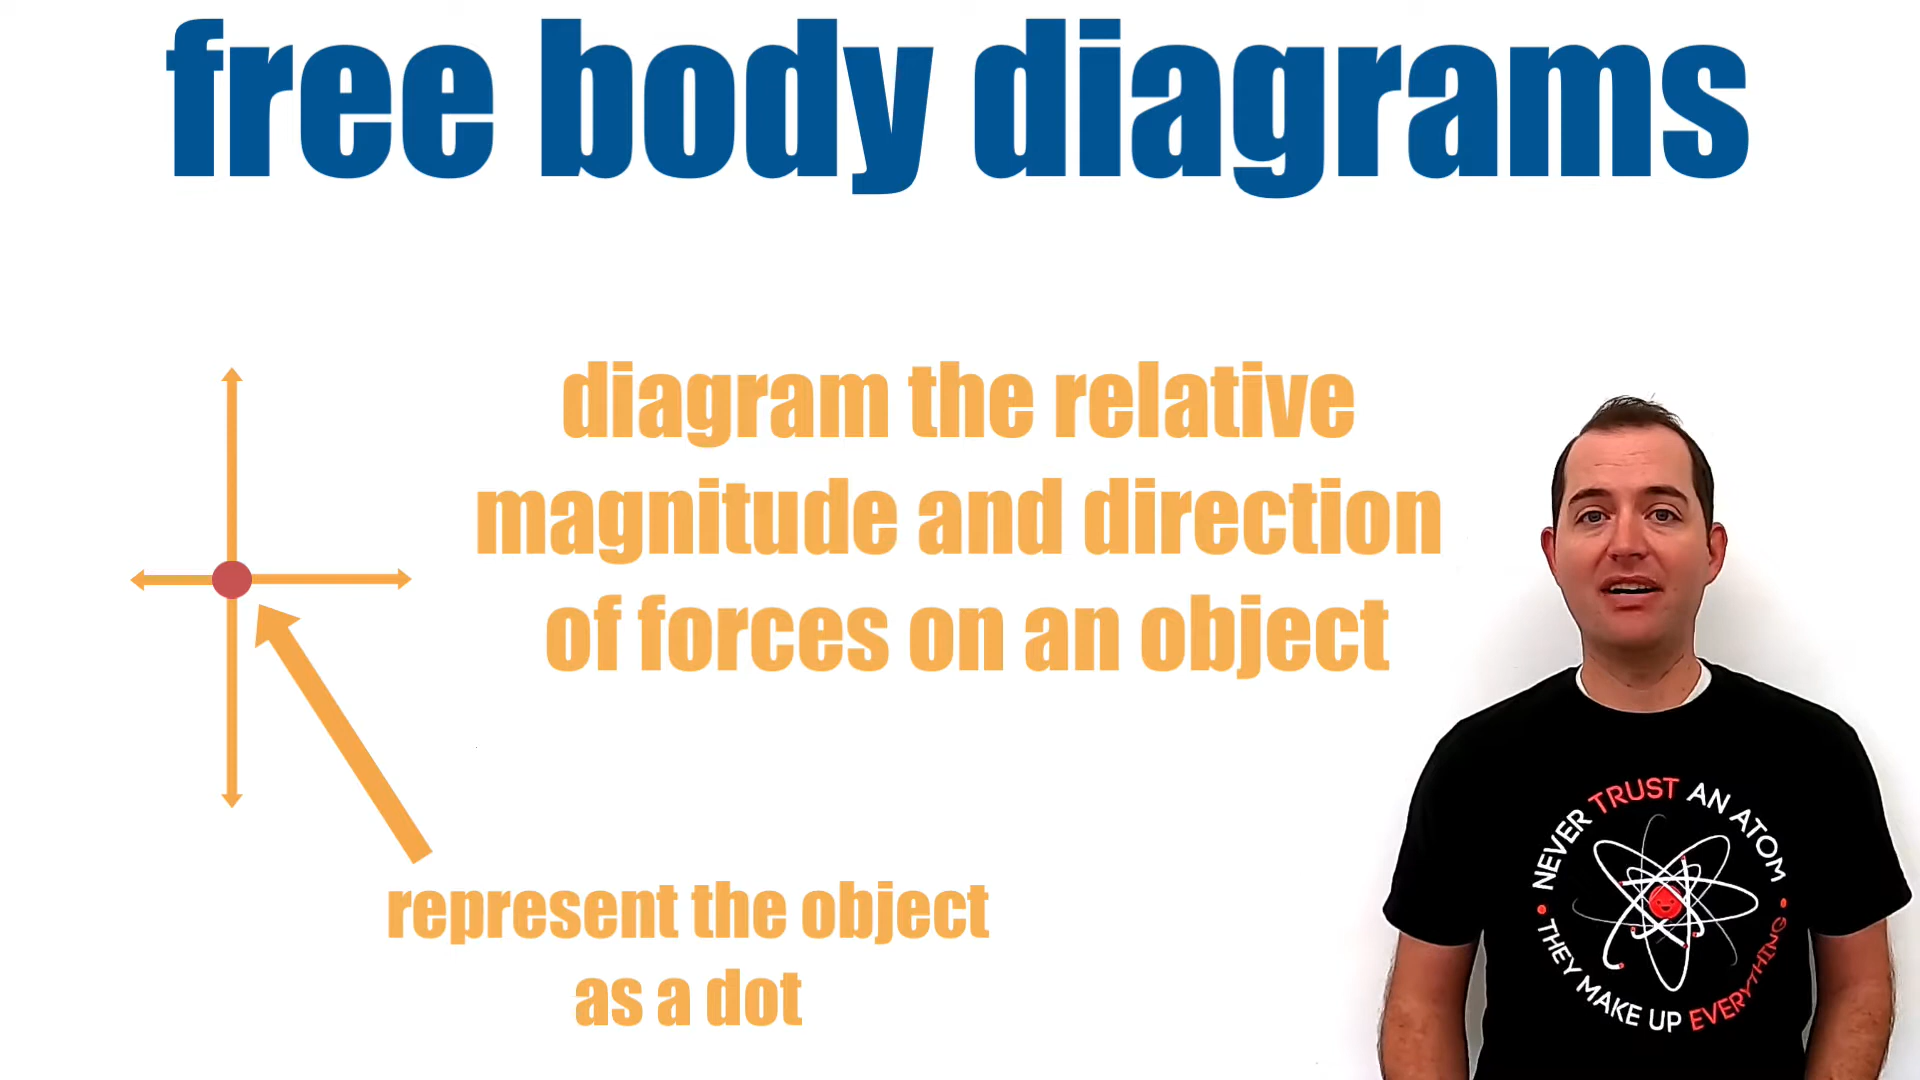 free body diagrams
diagram the relative
magnitude and direction
of forces on an object
represent the object
as a dot
NEVER TRUST AN ATOM
THEY MAKE UP EVERYTHING